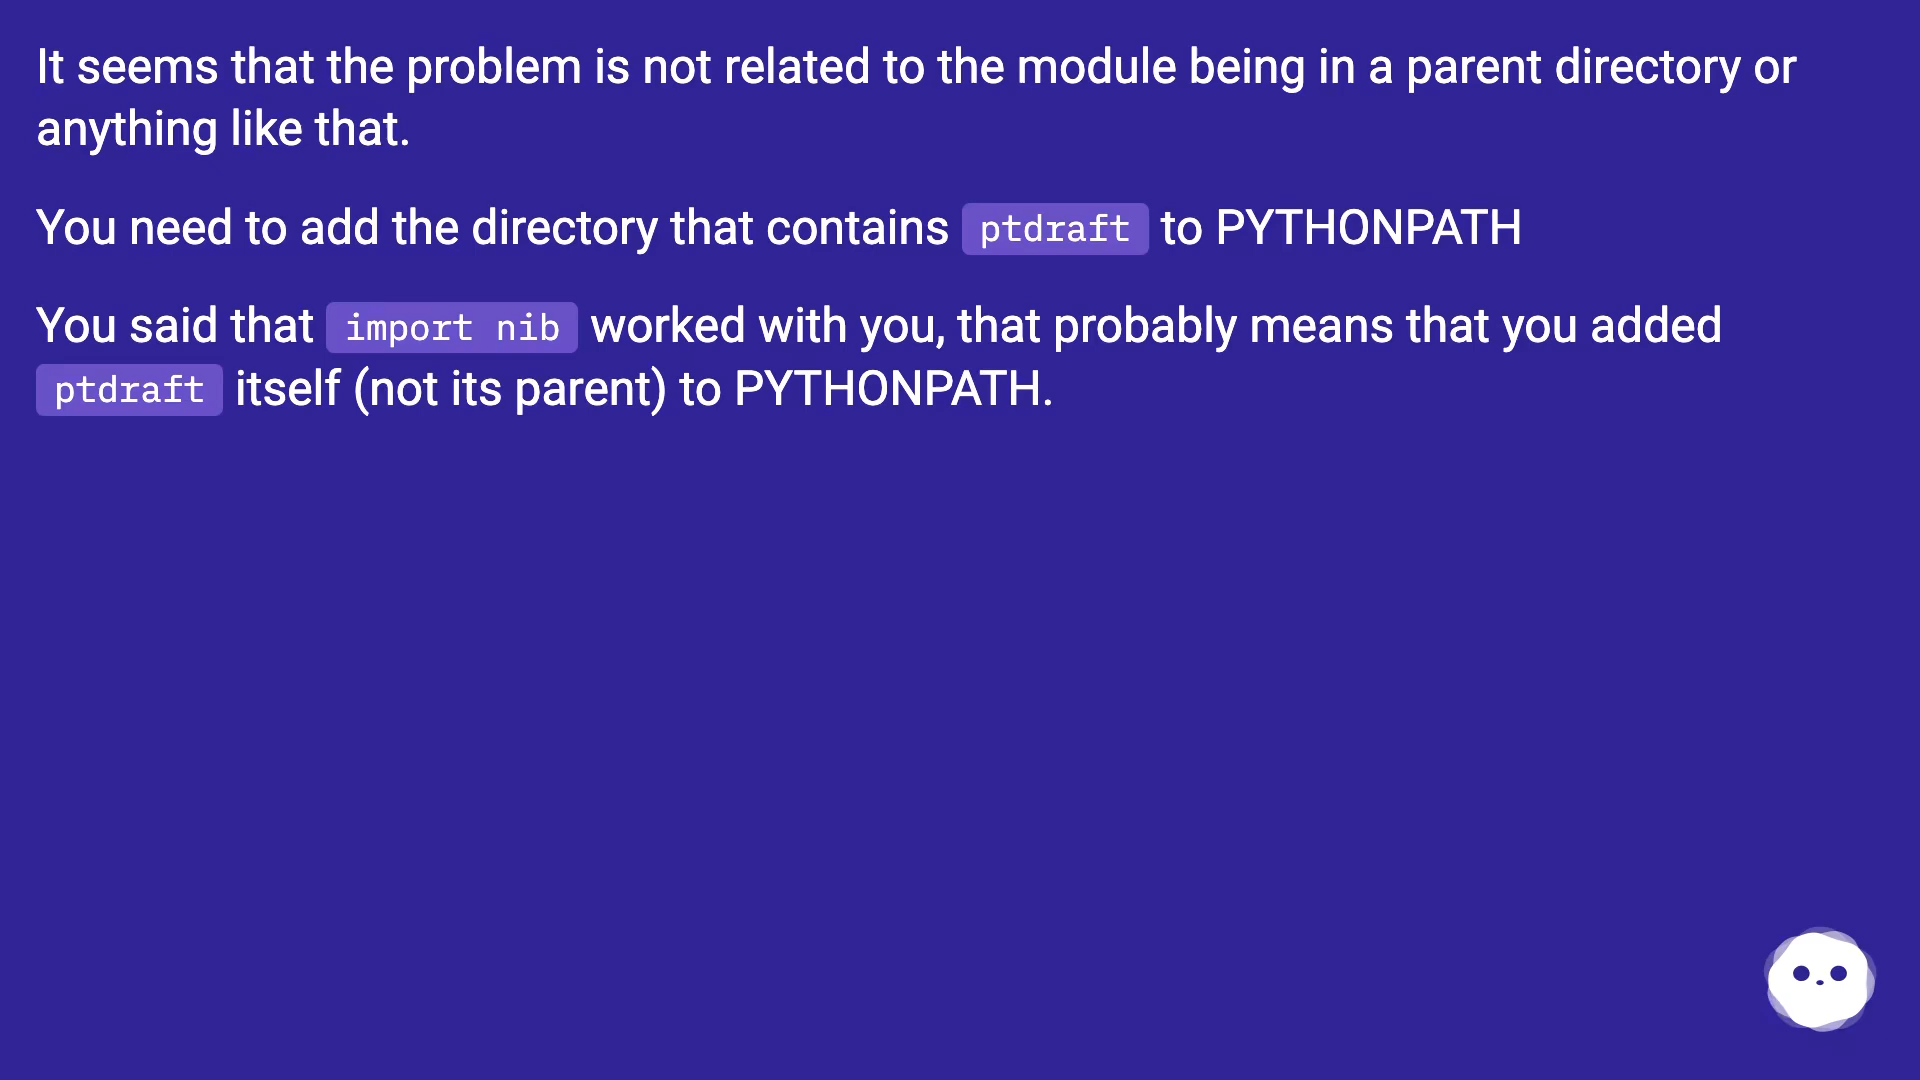 It seems that the problem is not related to the module being in a parent directory or
anything like that.
You need to add the directory that contains ptdraft to PYTHONPATH
You said that import nib worked with you, that probably means that you added
ptdraft itself (not its parent) to PYTHONPATH.